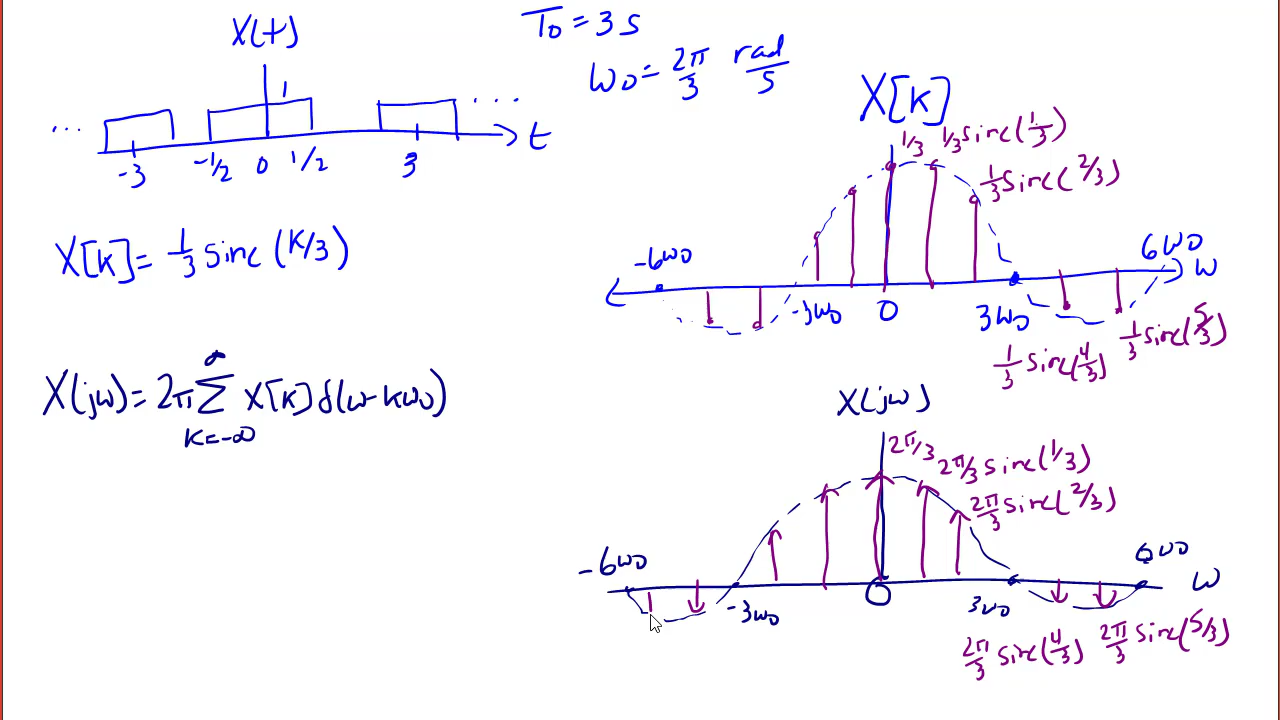 x(t)
1
...
...
-3
-1/2
0
1/2
3
t
T0 = 3 s
ω0 = 2π/3 rad/s
X[k] = 1/3 sinc(k/3)
X(jω) = 2π ∑ X[k] δ(ω - kω0)
∞
k=-∞
X[k]
1/3
1/3 sinc(1/3)
1/3 sinc(2/3)
-6ω0
-3ω0
0
3ω0
6ω0
ω
1/3 sinc(4/3)
1/3 sinc(5/3)
X(jω)
2π/3
2π/3 sinc(1/3)
2π/3 sinc(2/3)
-6ω0
-3ω0
0
3ω0
6ω0
ω
2π/3 sinc(4/3)
2π/3 sinc(5/3)